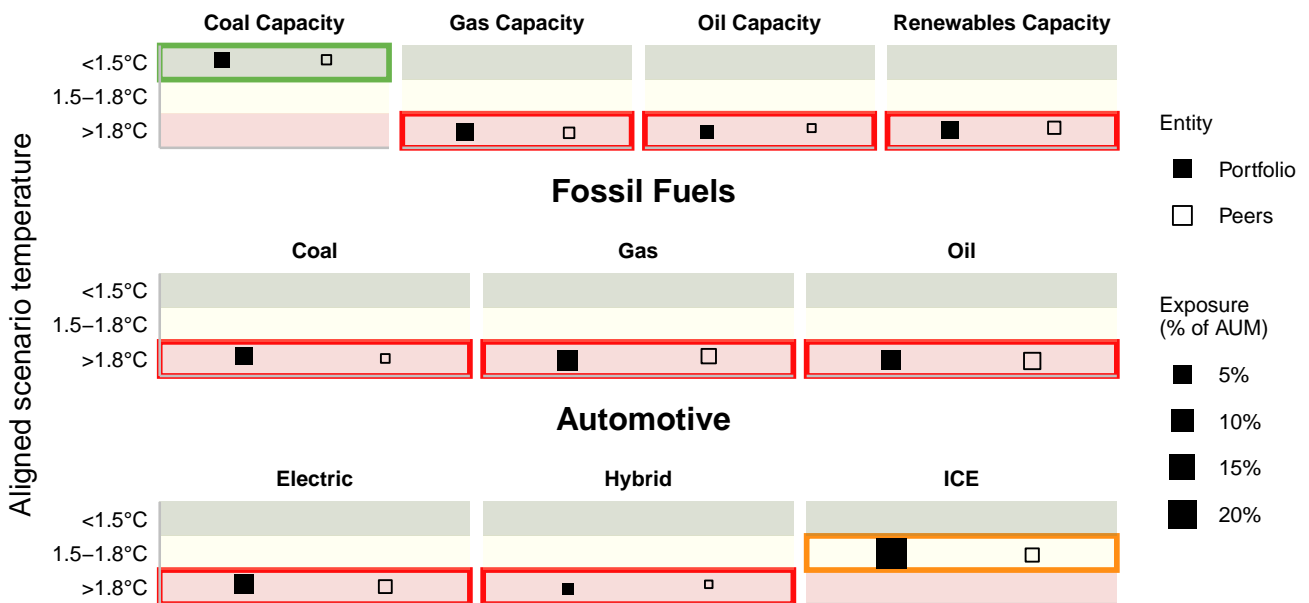 Coal Capacity
Gas Capacity
Oil Capacity
Renewables Capacity
<1.5°C
1.5−1.8°C
>1.8°C
Fossil Fuels
Coal
Gas
Oil
<1.5°C
1.5−1.8°C
>1.8°C
Automotive
Electric
Hybrid
ICE
<1.5°C
1.5−1.8°C
>1.8°C
Aligned scenario temperature
Entity
Portfolio
Peers
Exposure
(% of AUM)
5%
10%
15%
20%